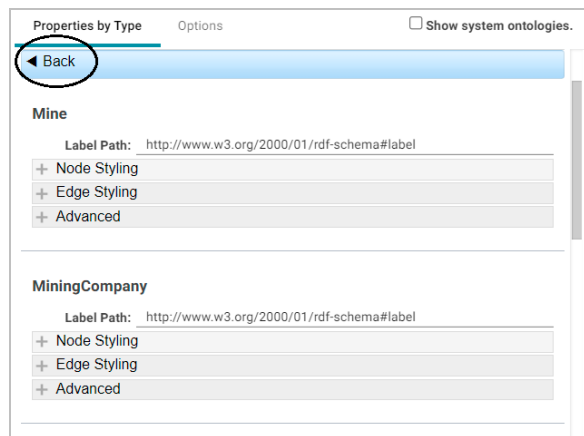 Properties by Type Options Show system ontologies.
◀ Back
Mine
Label Path: http://www.w3.org/2000/01/rdf-schema#label
+ Node Styling
+ Edge Styling
+ Advanced
MiningCompany
Label Path: http://www.w3.org/2000/01/rdf-schema#label
+ Node Styling
+ Edge Styling
+ Advanced